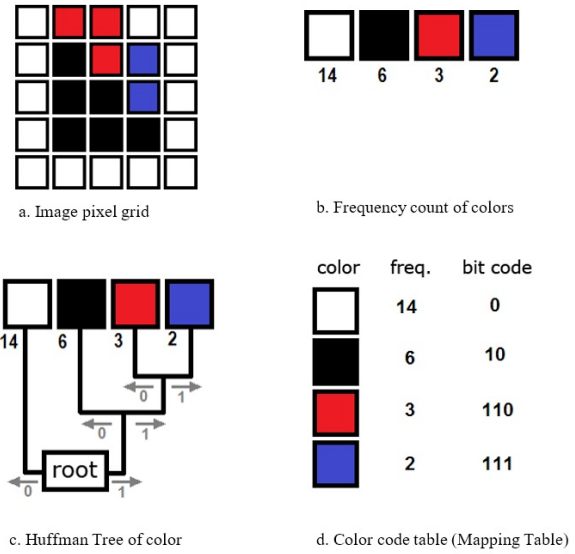 14 6 3 2
a. Image pixel grid
b. Frequency count of colors
14 6 3 2
0 1
0 1
root
0 1
c. Huffman Tree of color
color freq. bit code
14 0
6 10
3 110
2 111
d. Color code table (Mapping Table)